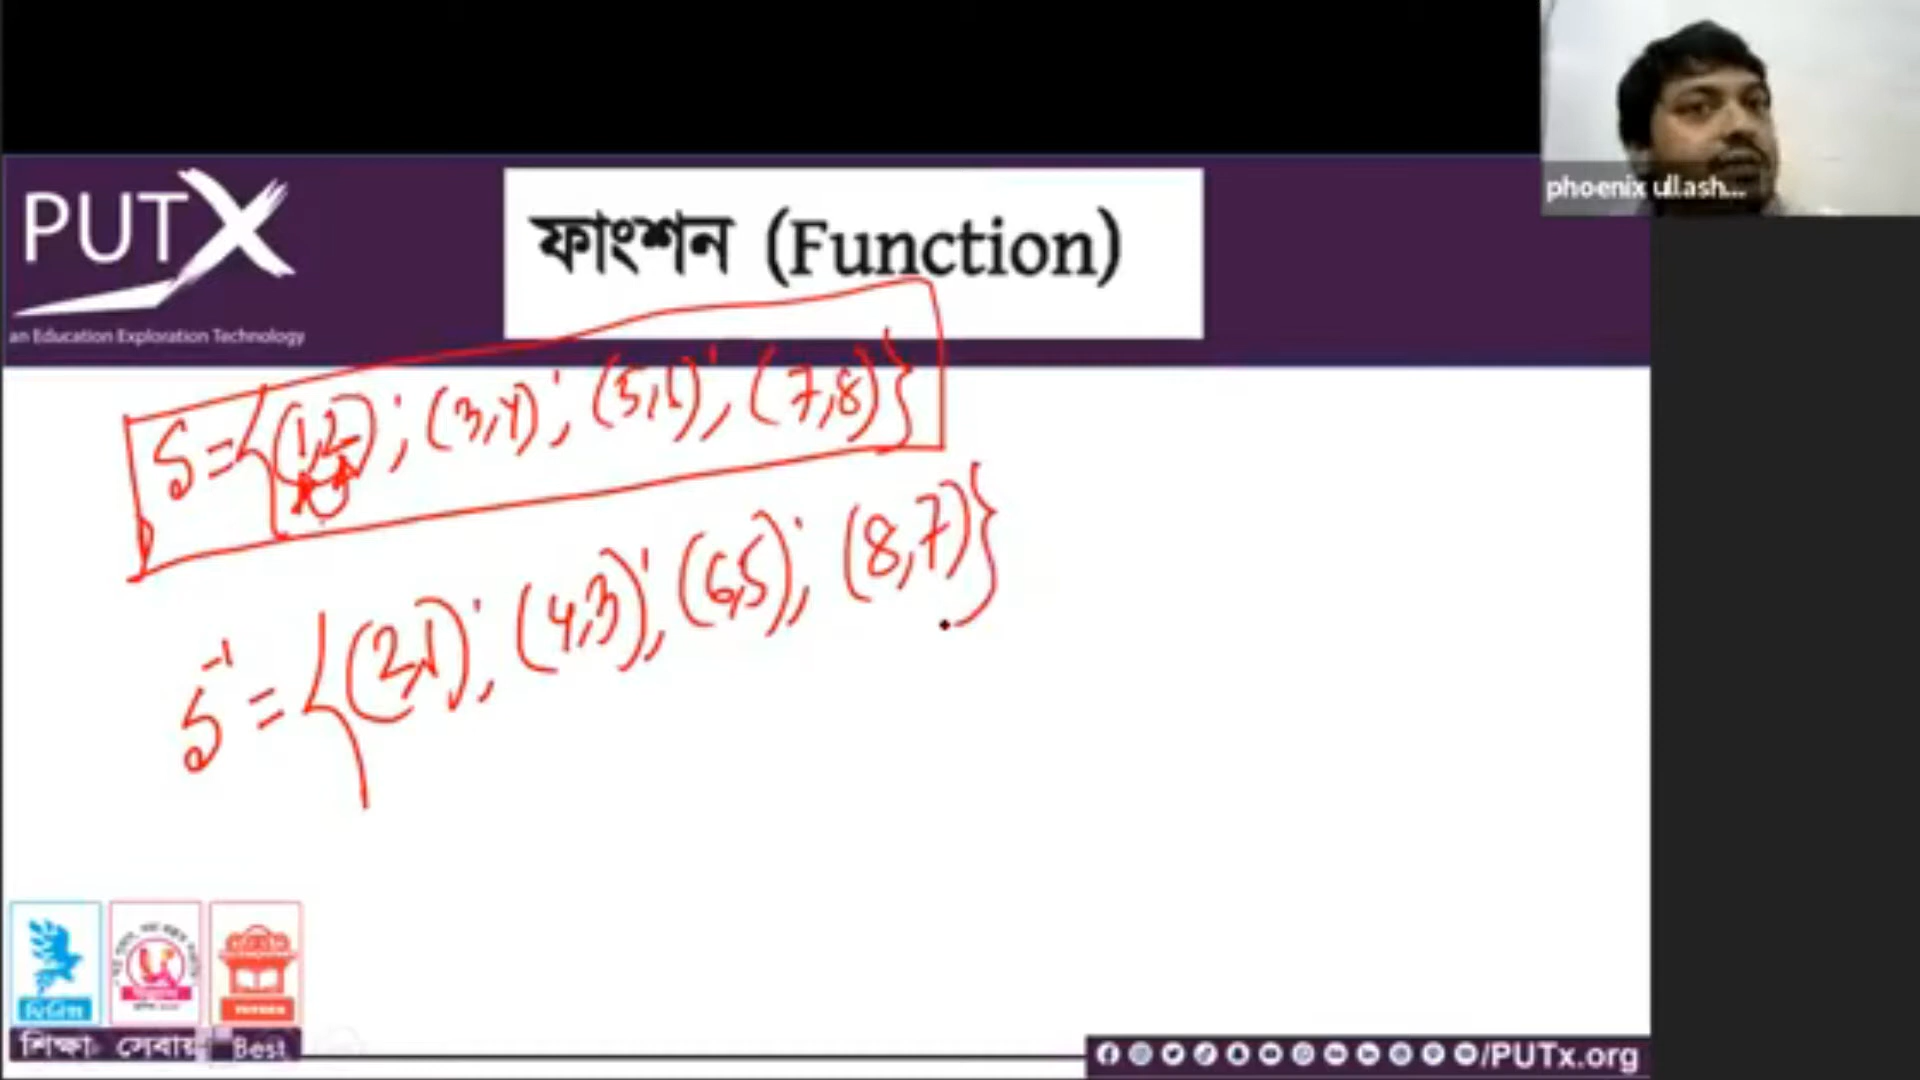 phoenix ullash...
PUTX
an Education Exploration Technology
ফাংশন (Function)
S={(1,2); (3,4); (5,6); (7,8)}
S⁻¹={(2,1); (4,3); (6,5); (8,7)}
শিক্ষা সেবায় Best
/PUTx.org